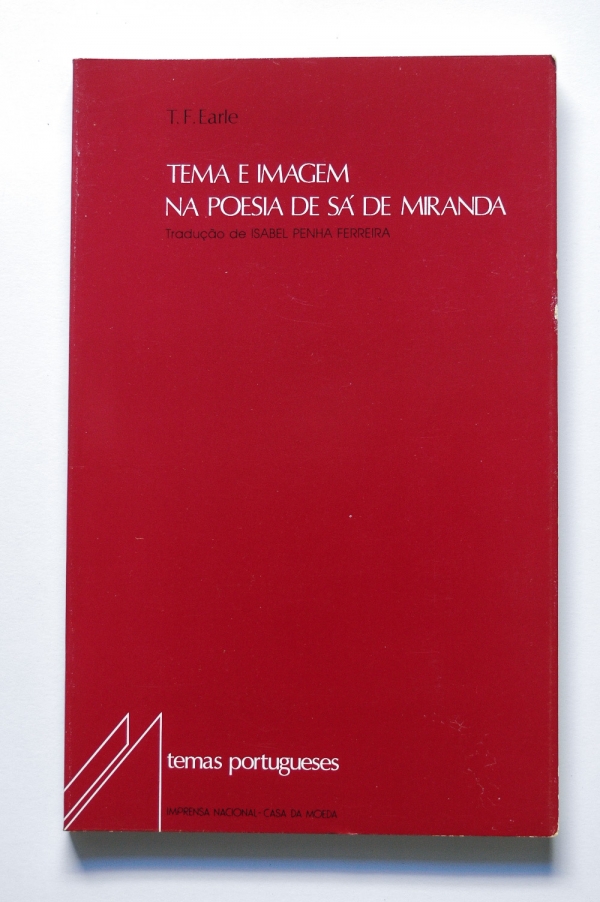 T. F. Earle
TEMA E IMAGEM
NA POESIA DE SÁ DE MIRANDA
Tradução de ISABEL PENHA FERREIRA
temas portugueses
IMPRENSA NACIONAL-CASA DA MOEDA